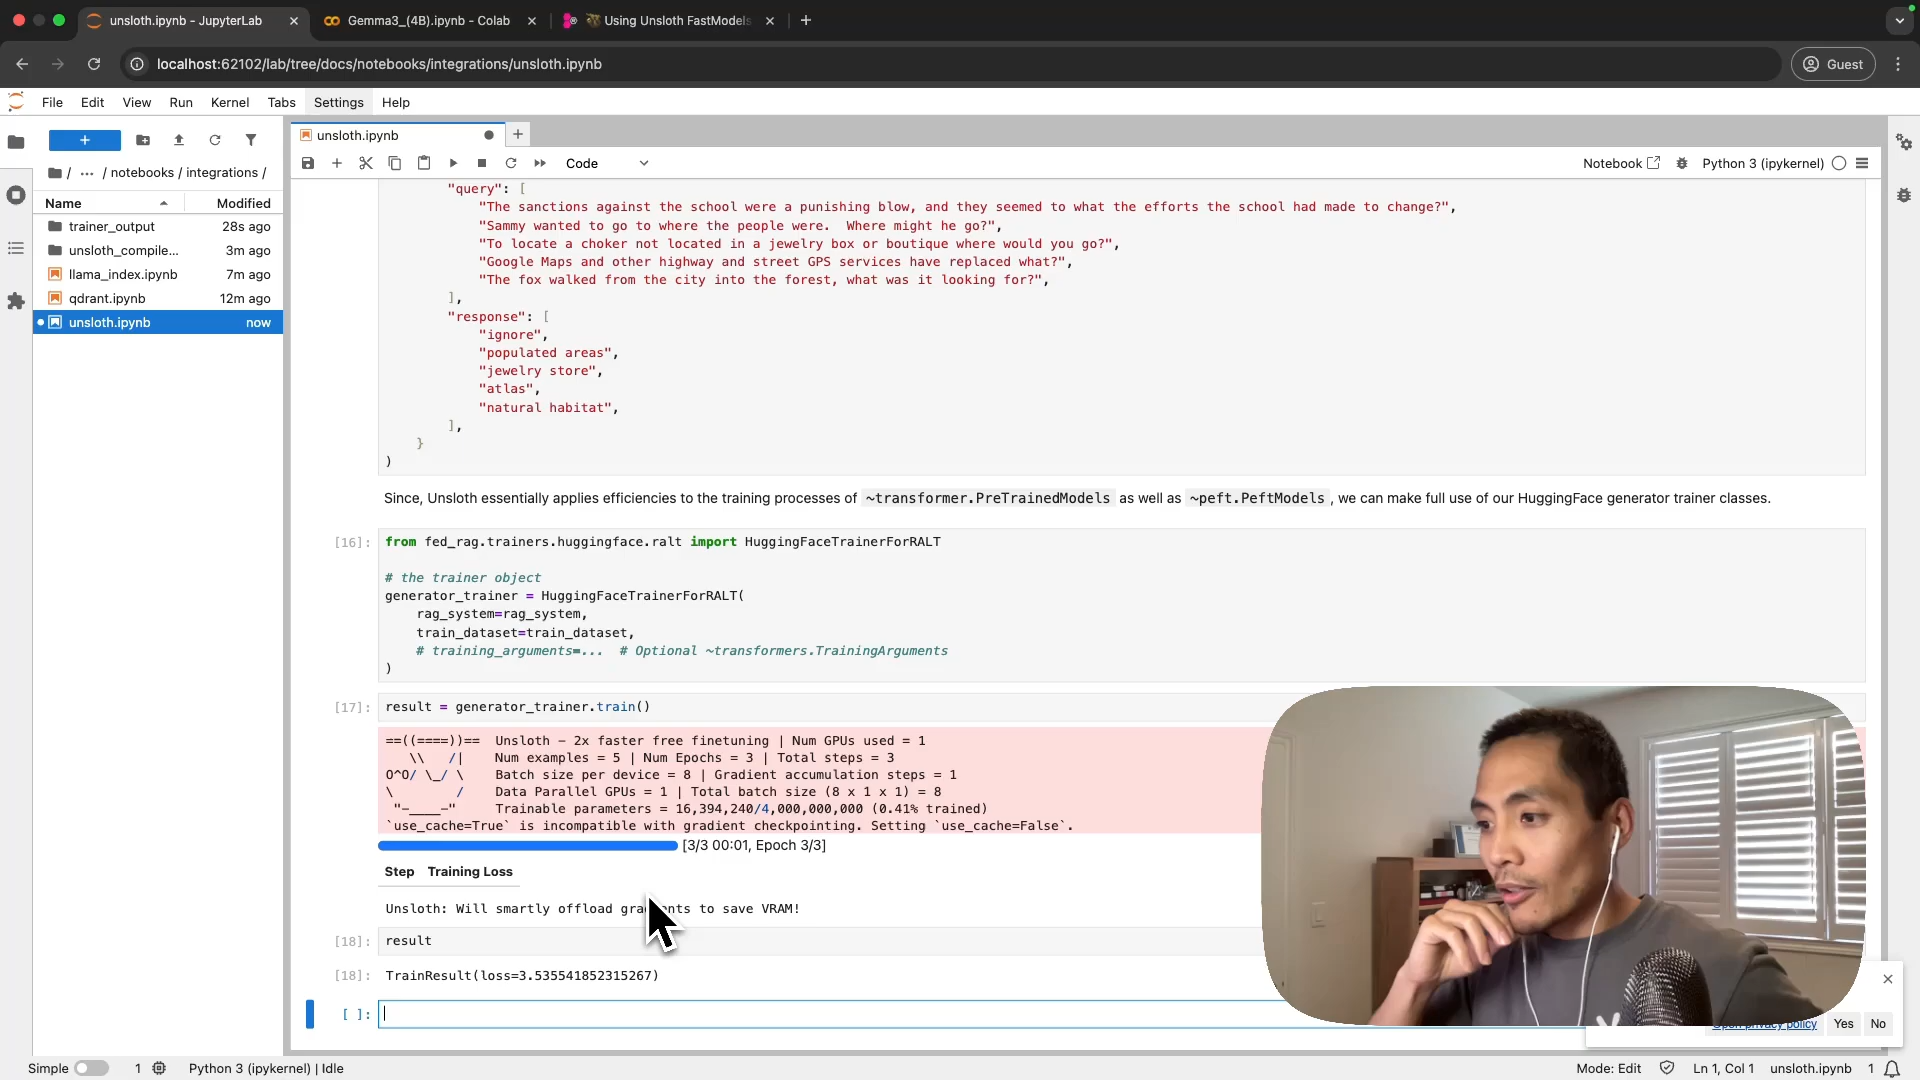 unsloth.ipynb - JupyterLab
Gemma3_(4B).ipynb - Colab
Using Unsloth FastModels
localhost:62102/lab/tree/docs/notebooks/integrations/unsloth.ipynb
Guest
File Edit View Run Kernel Tabs Settings Help
unsloth.ipynb
/ ··· / notebooks / integrations /
Code
Notebook
Python 3 (ipykernel)
Name Modified
trainer_output 28s ago
unsloth_compile... 3m ago
llama_index.ipynb 7m ago
qdrant.ipynb 12m ago
unsloth.ipynb now
"query": [
"The sanctions against the school were a punishing blow, and they seemed to what the efforts the school had made to change?",
"Sammy wanted to go to where the people were.  Where might he go?",
"To locate a choker not located in a jewelry box or boutique where would you go?",
"Google Maps and other highway and street GPS services have replaced what?",
"The fox walked from the city into the forest, what was it looking for?",
],
"response": [
"ignore",
"populated areas",
"jewelry store",
"atlas",
"natural habitat",
],
}
)
Since, Unsloth essentially applies efficiencies to the training processes of ~transformer.PreTrainedModels as well as ~peft.PeftModels , we can make full use of our HuggingFace generator trainer classes.
[16]: from fed_rag.trainers.huggingface.ralt import HuggingFaceTrainerForRALT
# the trainer object
generator_trainer = HuggingFaceTrainerForRALT(
rag_system=rag_system,
train_dataset=train_dataset,
# training_arguments=...  # Optional ~transformers.TrainingArguments
)
[17]: result = generator_trainer.train()
==((====))==  Unsloth - 2x faster free finetuning | Num GPUs used = 1
\\   /|    Num examples = 5 | Num Epochs = 3 | Total steps = 3
O^O/ \_/ \    Batch size per device = 8 | Gradient accumulation steps = 1
\        /    Data Parallel GPUs = 1 | Total batch size (8 x 1 x 1) = 8
"-____-"     Trainable parameters = 16,394,240/4,000,000,000 (0.41% trained)
`use_cache=True` is incompatible with gradient checkpointing. Setting `use_cache=False`.
[3/3 00:01, Epoch 3/3]
Step Training Loss
Unsloth: Will smartly offload gradients to save VRAM!
[18]: result
[18]: TrainResult(loss=3.535541852315267)
[ ]:
Open privacy policy Yes No
Simple 1 Python 3 (ipykernel) | Idle Mode: Edit Ln 1, Col 1 unsloth.ipynb 1